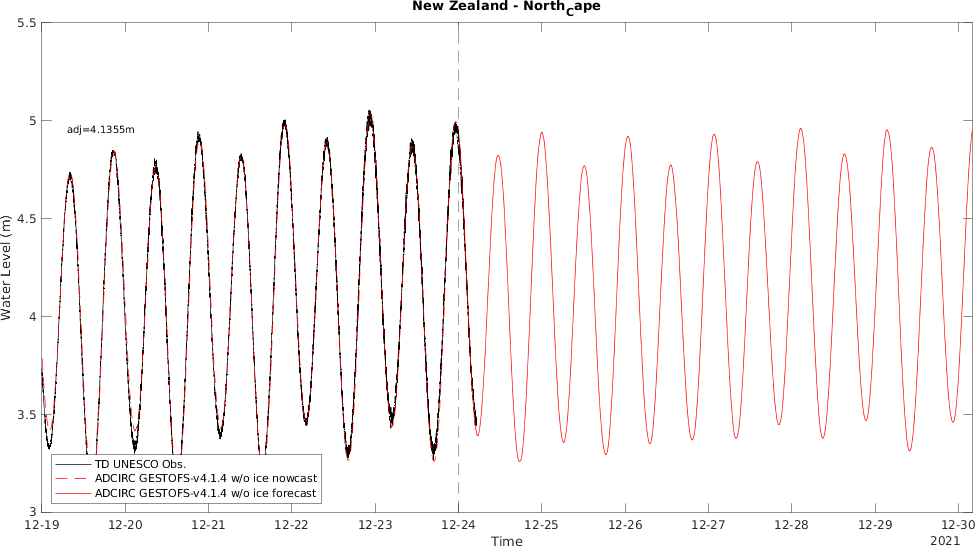 New Zealand - NorthCape
5.5
5
4.5
4
3.5
3
Water Level (m)
adj=4.1355m
TD UNESCO Obs.
ADCIRC GESTOFS-v4.1.4 w/o ice nowcast
ADCIRC GESTOFS-v4.1.4 w/o ice forecast
12-19 12-20 12-21 12-22 12-23 12-24 12-25 12-26 12-27 12-28 12-29 12-30
Time
2021